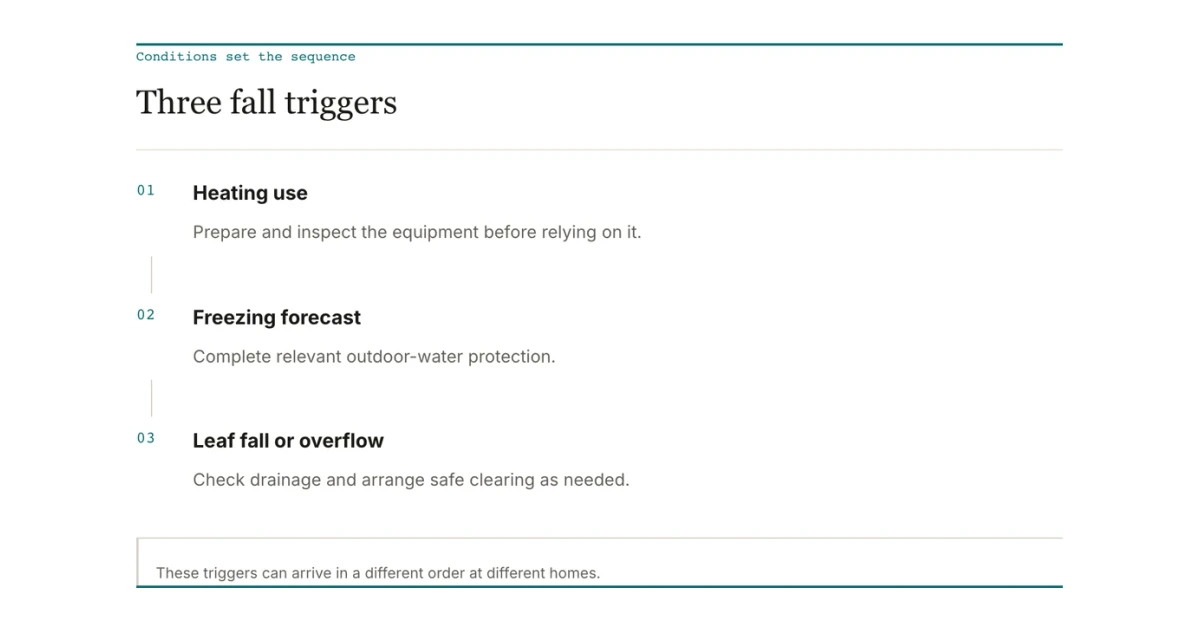 Conditions set the sequence
Three fall triggers
01
Heating use
Prepare and inspect the equipment before relying on it.
02
Freezing forecast
Complete relevant outdoor-water protection.
03
Leaf fall or overflow
Check drainage and arrange safe clearing as needed.
These triggers can arrive in a different order at different homes.